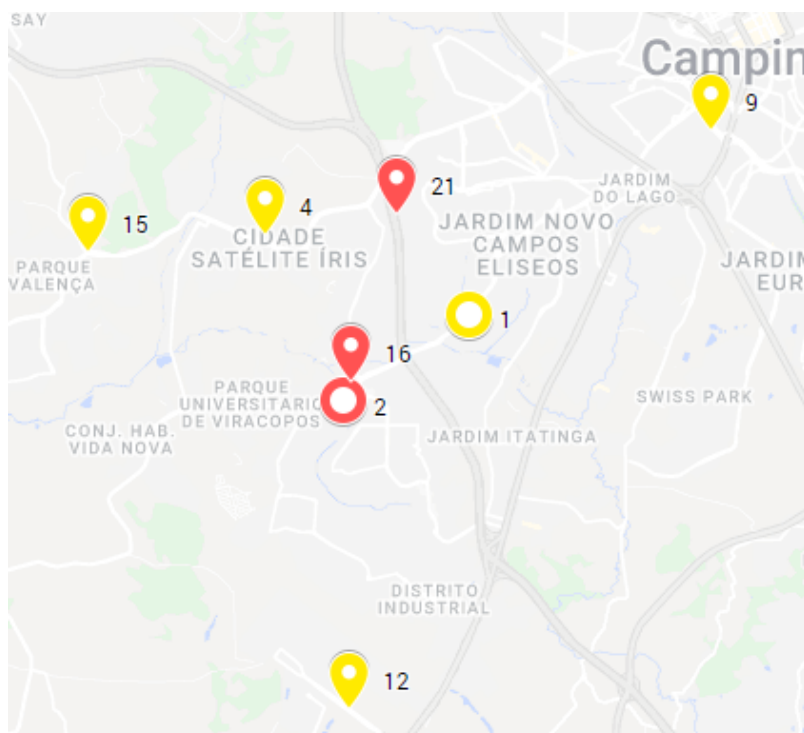 SAY
Campin
9
21
JARDIM
DO LAGO
15
4
JARDIM NOVO
CAMPOS
ELISEOS
CIDADE
SATÉLITE ÍRIS
PARQUE
VALENÇA
JARDIM
EUR
1
16
PARQUE
UNIVERSITARIO
DE VIRACOPOS
2
SWISS PARK
CONJ. HAB.
VIDA NOVA
JARDIM ITATINGA
DISTRITO
INDUSTRIAL
12